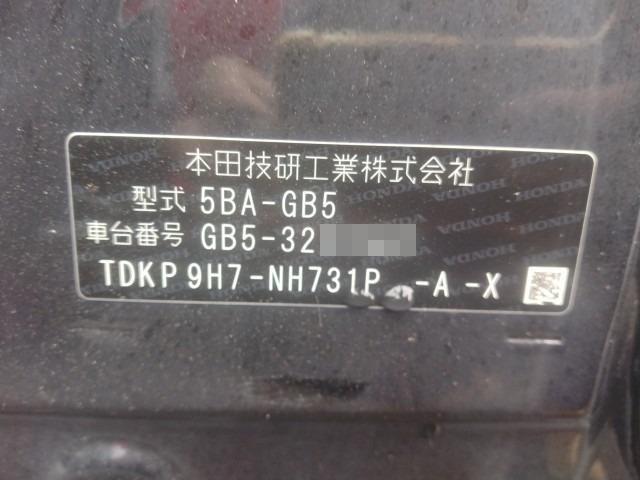 本田技研工業株式会社
型式 5BA-GB5
車台番号 GB5-32
TDKP 9H7-NH731P -A-X